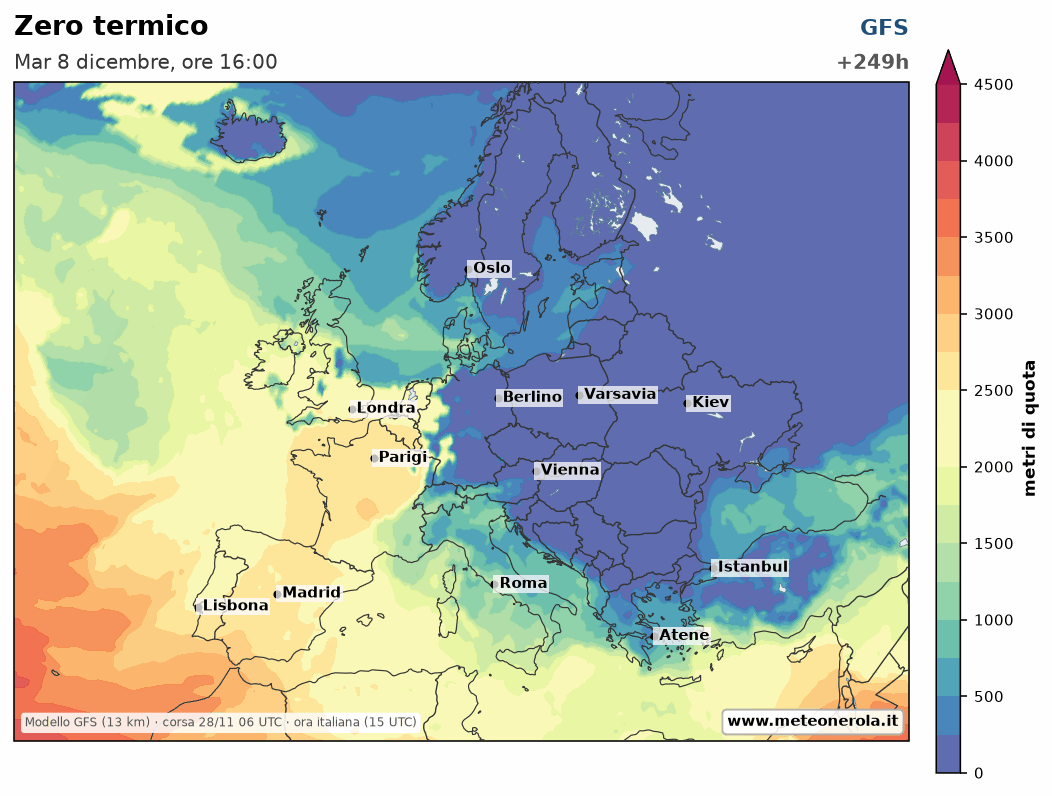 Zero termico
GFS
Mar 8 dicembre, ore 16:00
+249h
4500
4000
3500
3000
2500
2000
1500
1000
500
0
metri di quota
Oslo
Berlino
Varsavia
Kiev
Londra
Parigi
Vienna
Istanbul
Roma
Madrid
Lisbona
Atene
Modello GFS (13 km) · corsa 28/11 06 UTC · ora italiana (15 UTC)
www.meteonerola.it